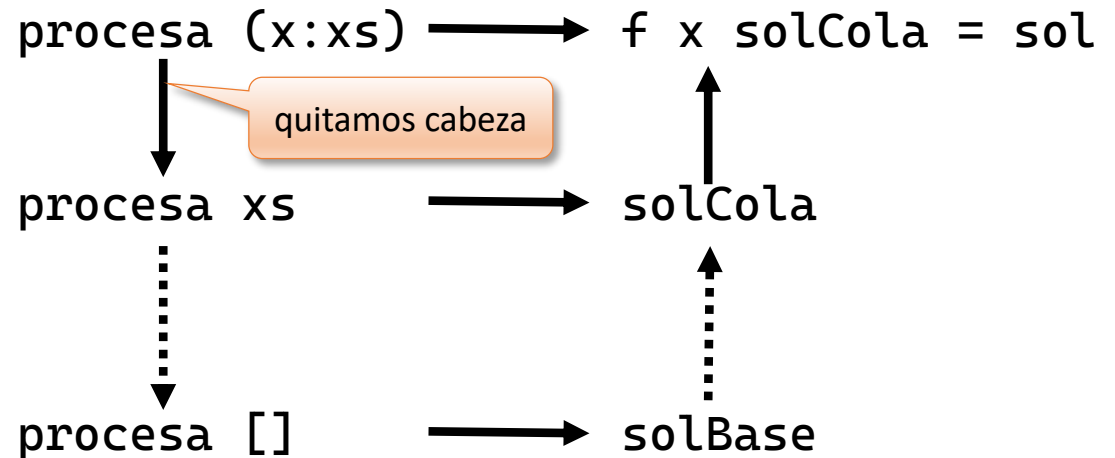 procesa (x:xs) f x solCola = sol
quitamos cabeza
procesa xs solCola
procesa [] solBase